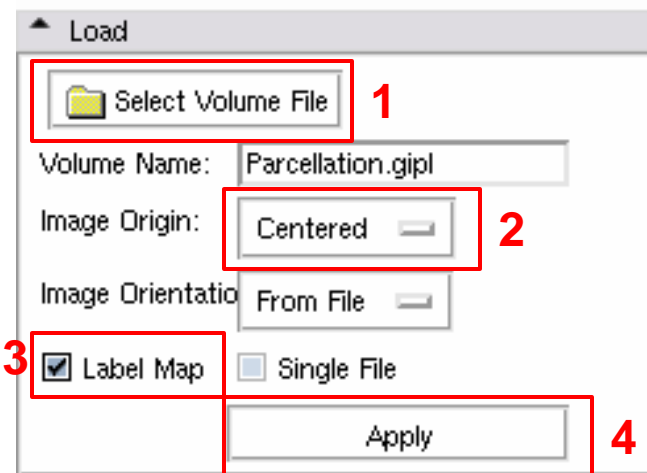 Load
Select Volume File 1
Volume Name: Parcellation.gipl
Image Origin: Centered 2
Image Orientatio From File
3 Label Map Single File
Apply 4